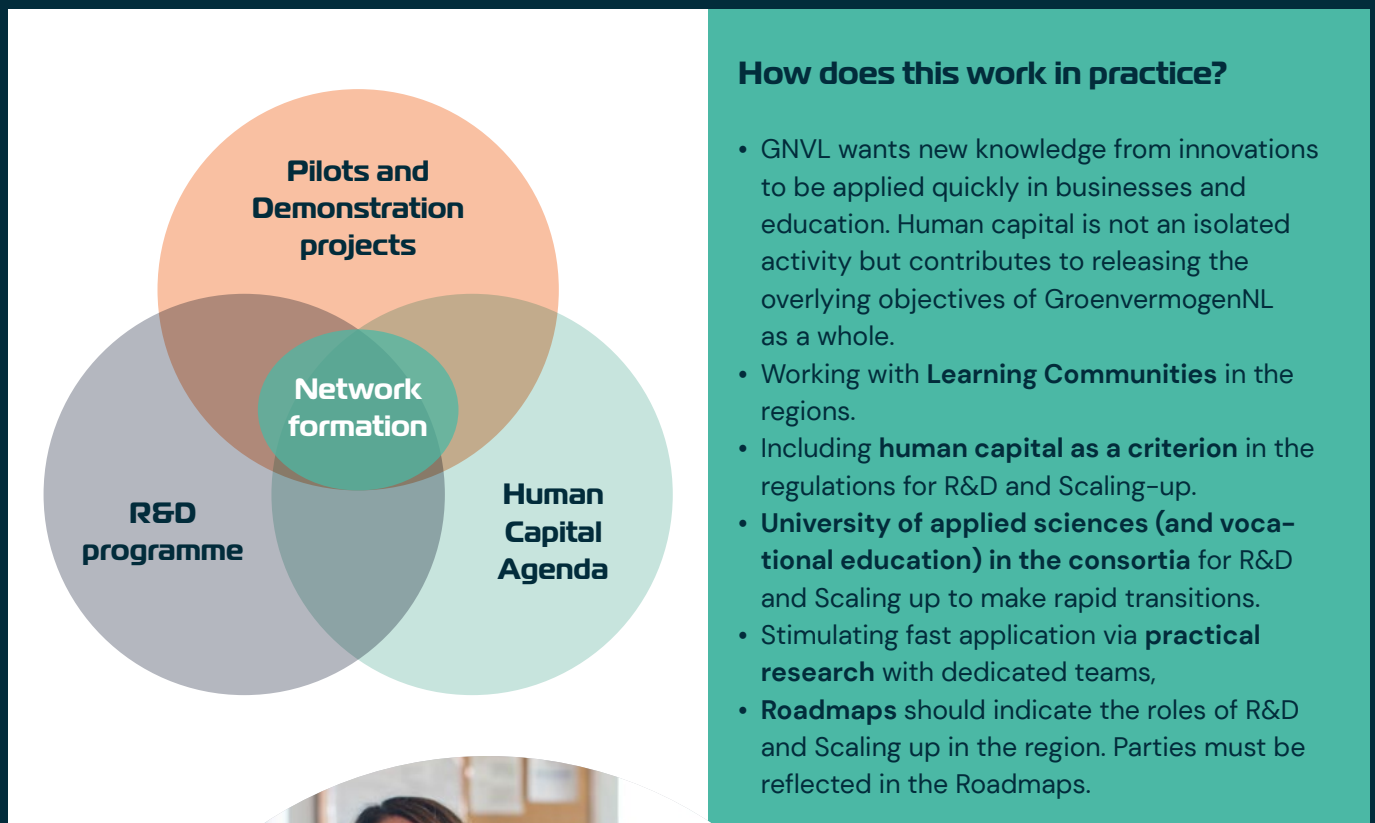 Pilots and
Demonstration
projects
Network
formation
R&D
programme
Human
Capital
Agenda
How does this work in practice?
• GNVL wants new knowledge from innovations
to be applied quickly in businesses and
education. Human capital is not an isolated
activity but contributes to releasing the
overlying objectives of GroenvermogenNL
as a whole.
• Working with Learning Communities in the
regions.
• Including human capital as a criterion in the
regulations for R&D and Scaling-up.
• University of applied sciences (and voca-
tional education) in the consortia for R&D
and Scaling up to make rapid transitions.
• Stimulating fast application via practical
research with dedicated teams,
• Roadmaps should indicate the roles of R&D
and Scaling up in the region. Parties must be
reflected in the Roadmaps.